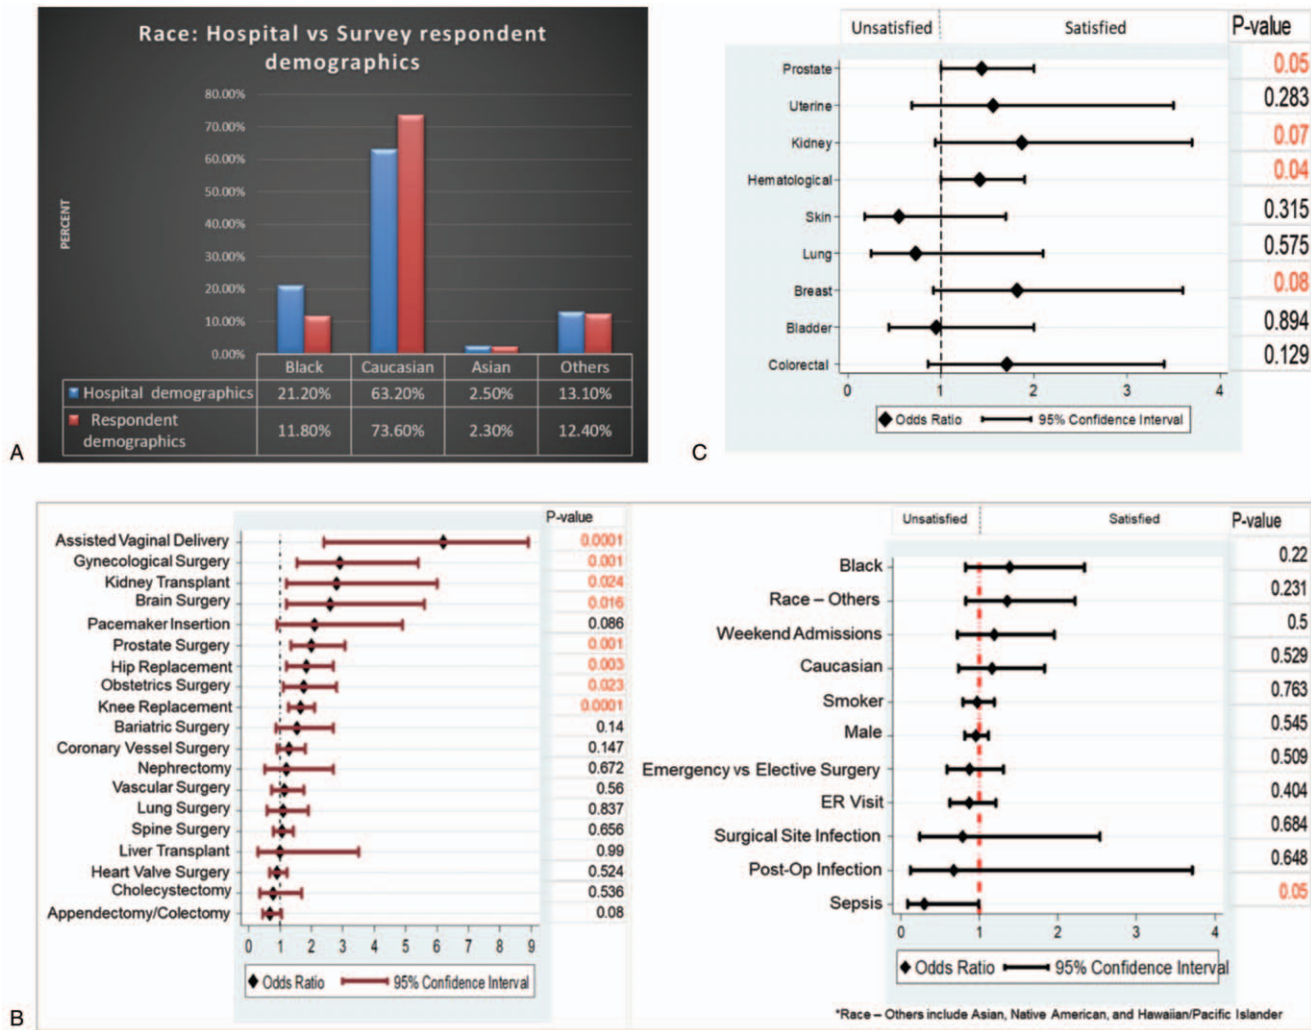 Race: Hospital vs Survey respondent
demographics
PERCENT
80.00%
70.00%
60.00%
50.00%
40.00%
30.00%
20.00%
10.00%
0.00%
Black Caucasian Asian Others
Hospital demographics 21.20% 63.20% 2.50% 13.10%
Respondent
demographics 11.80% 73.60% 2.30% 12.40%
A
Unsatisfied Satisfied P-value
Prostate 0.05
Uterine 0.283
Kidney 0.07
Hematological 0.04
Skin 0.315
Lung 0.575
Breast 0.08
Bladder 0.894
Colorectal 0.129
0 1 2 3 4
Odds Ratio 95% Confidence Interval
C
P-value
Assisted Vaginal Delivery 0.0001
Gynecological Surgery 0.001
Kidney Transplant 0.024
Brain Surgery 0.016
Pacemaker Insertion 0.086
Prostate Surgery 0.001
Hip Replacement 0.003
Obstetrics Surgery 0.023
Knee Replacement 0.0001
Bariatric Surgery 0.14
Coronary Vessel Surgery 0.147
Nephrectomy 0.672
Vascular Surgery 0.56
Lung Surgery 0.837
Spine Surgery 0.656
Liver Transplant 0.99
Heart Valve Surgery 0.524
Cholecystectomy 0.536
Appendectomy/Colectomy 0.08
0 1 2 3 4 5 6 7 8 9
Odds Ratio 95% Confidence Interval
B
Unsatisfied Satisfied P-value
Black 0.22
Race – Others 0.231
Weekend Admissions 0.5
Caucasian 0.529
Smoker 0.763
Male 0.545
Emergency vs Elective Surgery 0.509
ER Visit 0.404
Surgical Site Infection 0.684
Post-Op Infection 0.648
Sepsis 0.05
0 1 2 3 4
Odds Ratio 95% Confidence Interval
*Race – Others include Asian, Native American, and Hawaiian/Pacific Islander